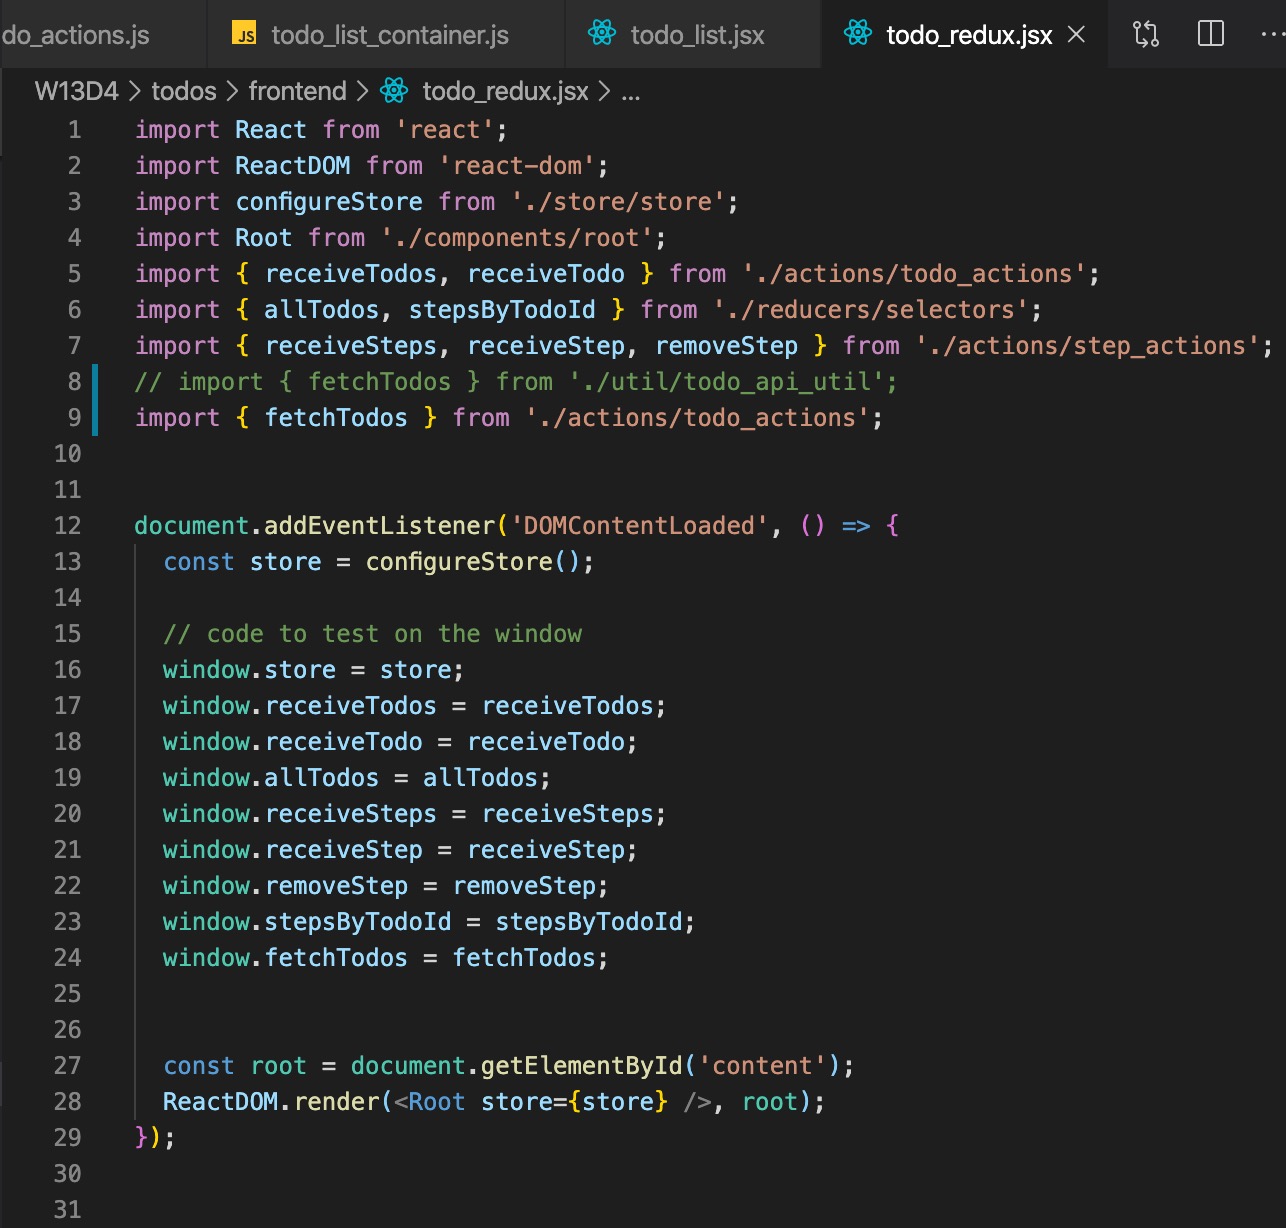 do_actions.js JS todo_list_container.js todo_list.jsx todo_redux.jsx
W13D4 > todos > frontend > todo_redux.jsx > ...
1 import React from 'react';
2 import ReactDOM from 'react-dom';
3 import configureStore from './store/store';
4 import Root from './components/root';
5 import { receiveTodos, receiveTodo } from './actions/todo_actions';
6 import { allTodos, stepsByTodoId } from './reducers/selectors';
7 import { receiveSteps, receiveStep, removeStep } from './actions/step_actions';
8 // import { fetchTodos } from './util/todo_api_util';
9 import { fetchTodos } from './actions/todo_actions';
10
11
12 document.addEventListener('DOMContentLoaded', () => {
13   const store = configureStore();
14
15   // code to test on the window
16   window.store = store;
17   window.receiveTodos = receiveTodos;
18   window.receiveTodo = receiveTodo;
19   window.allTodos = allTodos;
20   window.receiveSteps = receiveSteps;
21   window.receiveStep = receiveStep;
22   window.removeStep = removeStep;
23   window.stepsByTodoId = stepsByTodoId;
24   window.fetchTodos = fetchTodos;
25
26
27   const root = document.getElementById('content');
28   ReactDOM.render(<Root store={store} />, root);
29 });
30
31